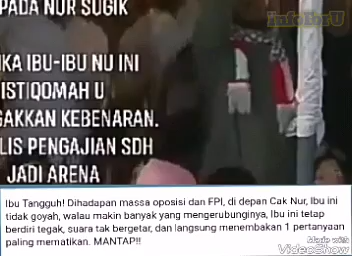 PADA NUR SUGIK
infoIbrU
KA IBU-IBU NU INI
ISTIQOMAH U
GAKKAN KEBENARAN.
LIS PENGAJIAN SDH
JADI ARENA
Ibu Tangguh! Dihadapan massa oposisi dan FPI, di depan Cak Nur, Ibu ini
tidak goyah, walau makin banyak yang mengerubunginya, Ibu ini tetap
berdiri tegak, suara tak bergetar, dan langsung menembakan 1 pertanyaan
paling mematikan. MANTAP!!
Made with
VideoShow